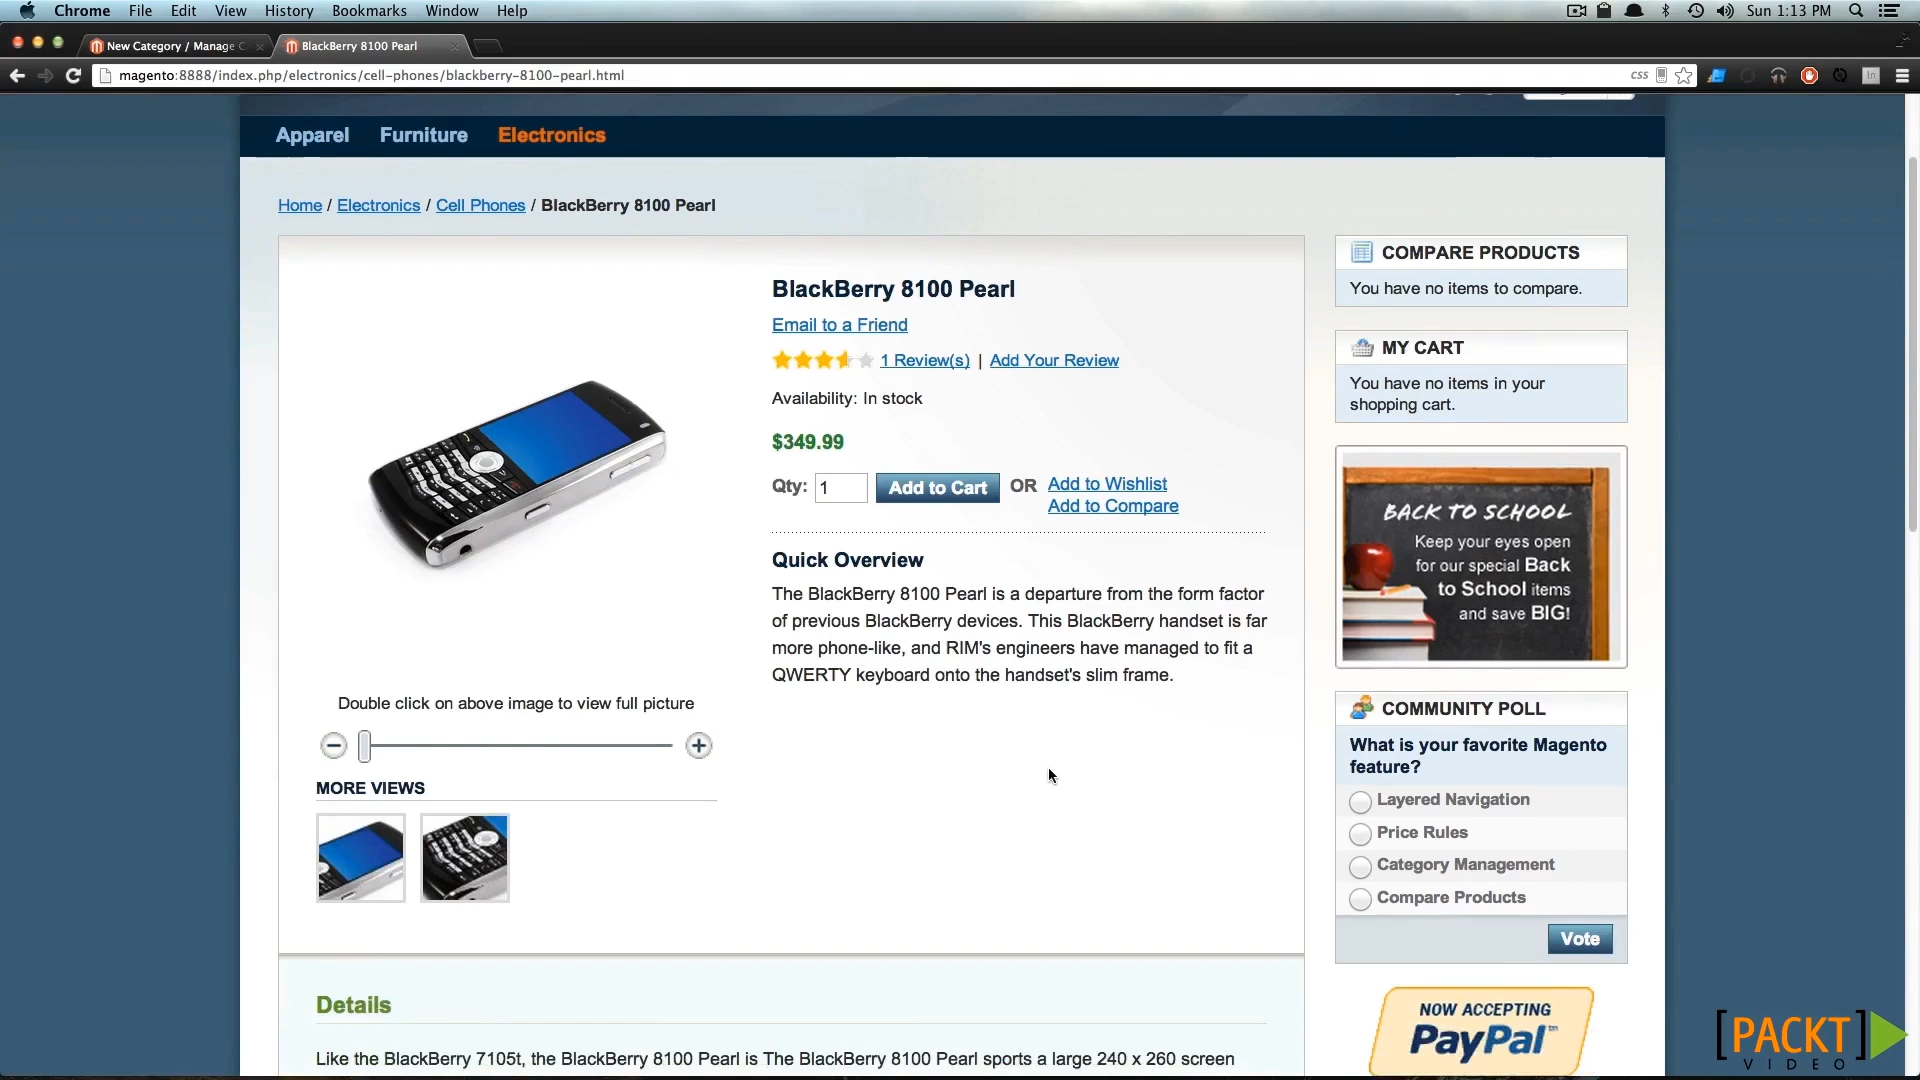 Chrome File Edit View History Bookmarks Window Help
Sun 1:13 PM
New Category / Manage C
BlackBerry 8100 Pearl
magento:8888/index.php/electronics/cell-phones/blackberry-8100-pearl.html
CSS
Apparel Furniture Electronics
Home / Electronics / Cell Phones / BlackBerry 8100 Pearl
BlackBerry 8100 Pearl
Email to a Friend
1 Review(s) | Add Your Review
Availability: In stock
$349.99
Qty: 1 Add to Cart OR Add to Wishlist
Add to Compare
Quick Overview
The BlackBerry 8100 Pearl is a departure from the form factor
of previous BlackBerry devices. This BlackBerry handset is far
more phone-like, and RIM's engineers have managed to fit a
QWERTY keyboard onto the handset's slim frame.
Double click on above image to view full picture
MORE VIEWS
Details
Like the BlackBerry 7105t, the BlackBerry 8100 Pearl is The BlackBerry 8100 Pearl sports a large 240 x 260 screen
COMPARE PRODUCTS
You have no items to compare.
MY CART
You have no items in your
shopping cart.
BACK TO SCHOOL
Keep your eyes open
for our special Back
to School items
and save BIG!
COMMUNITY POLL
What is your favorite Magento
feature?
Layered Navigation
Price Rules
Category Management
Compare Products
Vote
NOW ACCEPTING
PayPal™
[PACKT]
VIDEO